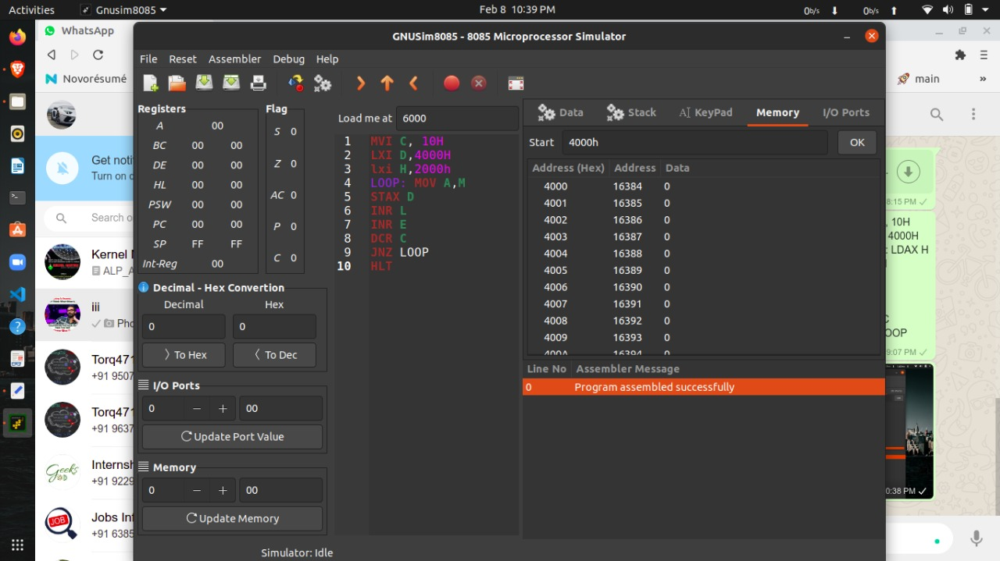 Activities Gnusim8085 Feb 8 10:39 PM 0b/s 0b/s
WhatsApp
Novorésumé
Get noti
Turn on d
Search o
Kernel
ALP_A
iii
Pho
Torq471
+91 9507
Torq471
+91 9637
Internsh
+91 9229
Jobs Inf
+91 6385
GNUSim8085 - 8085 Microprocessor Simulator
File Reset Assembler Debug Help
Registers
A 00
BC 00 00
DE 00 00
HL 00 00
PSW 00 00
PC 00 00
SP FF FF
Int-Reg 00
Flag
S 0
Z 0
AC 0
P 0
C 0
Decimal - Hex Convertion
Decimal Hex
0 0
To Hex To Dec
I/O Ports
0 − + 00
Update Port Value
Memory
0 − + 00
Update Memory
Load me at 6000
1 MVI C, 10H
2 LXI D,4000H
3 lxi H,2000h
4 LOOP: MOV A,M
5 STAX D
6 INR L
7 INR E
8 DCR C
9 JNZ LOOP
10 HLT
Data Stack KeyPad Memory I/O Ports
Start 4000h OK
Address (Hex) Address Data
4000 16384 0
4001 16385 0
4002 16386 0
4003 16387 0
4004 16388 0
4005 16389 0
4006 16390 0
4007 16391 0
4008 16392 0
4009 16393 0
400A 16394 0
Line No Assembler Message
0 Program assembled successfully
Simulator: Idle
main »
8:15 PM
, 10H
4000H
: LDAX H
C
OOP
9:07 PM
0:38 PM
JOB
Geeks